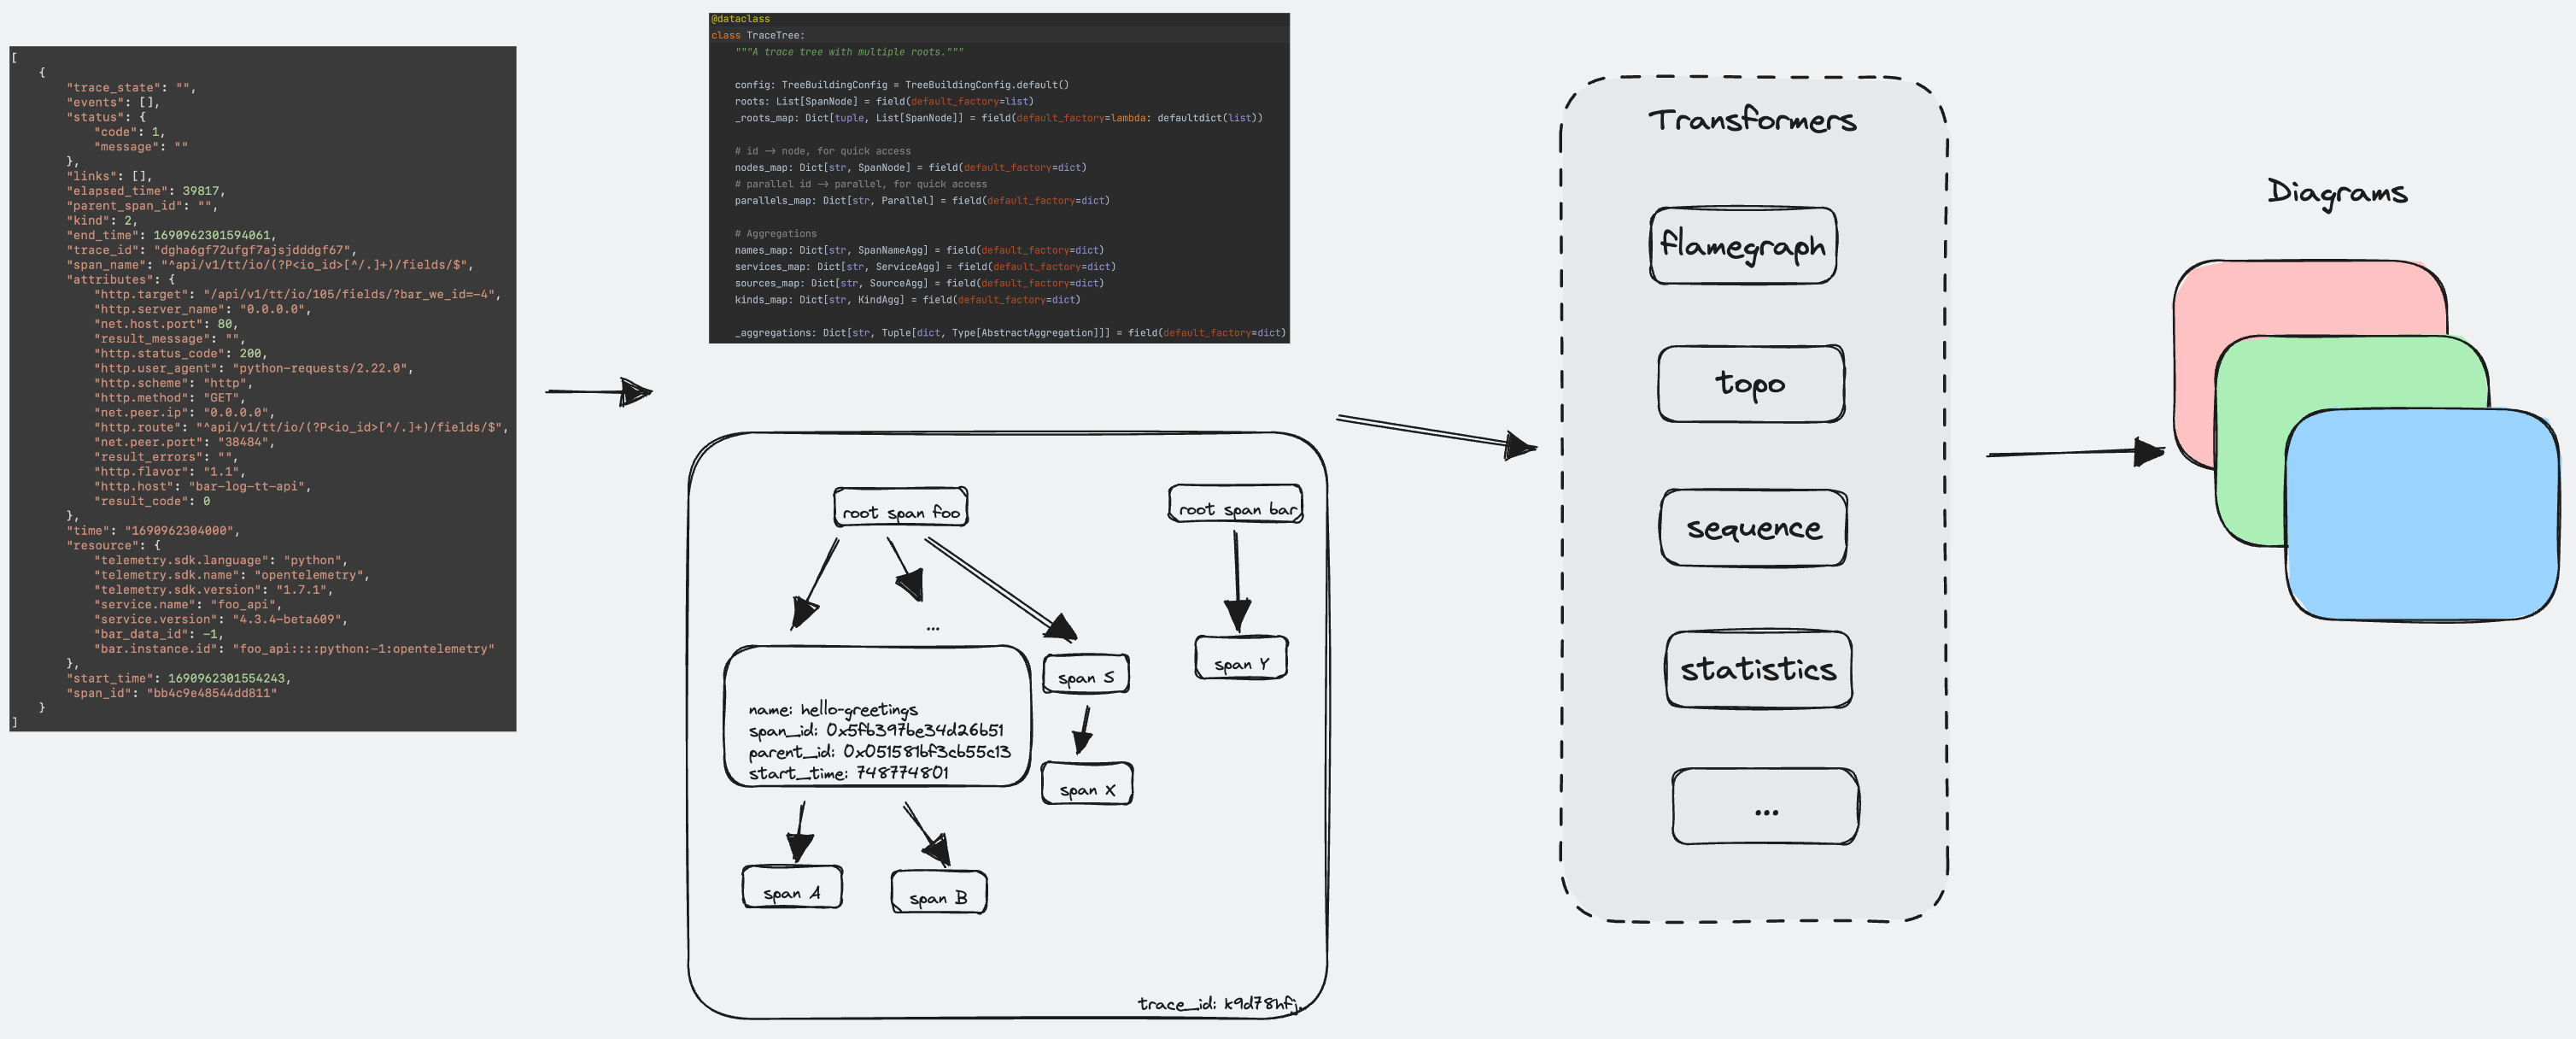 [
{
"trace_state": "",
"events": [],
"status": {
"code": 1,
"message": ""
},
"links": [],
"elapsed_time": 39817,
"parent_span_id": "",
"kind": 2,
"end_time": 1690962301594061,
"trace_id": "dgha6gf72ufgf7ajsjdddgf67",
"span_name": "^api/v1/tt/io/(?P<io_id>[^/.]+)/fields/$",
"attributes": {
"http.target": "/api/v1/tt/io/105/fields/?bar_we_id=-4",
"http.server_name": "0.0.0.0",
"net.host.port": 80,
"result_message": "",
"http.status_code": 200,
"http.user_agent": "python-requests/2.22.0",
"http.scheme": "http",
"http.method": "GET",
"net.peer.ip": "0.0.0.0",
"http.route": "^api/v1/tt/io/(?P<io_id>[^/.]+)/fields/$",
"net.peer.port": "38484",
"result_errors": "",
"http.flavor": "1.1",
"http.host": "bar-log-tt-api",
"result_code": 0
},
"time": "1690962304000",
"resource": {
"telemetry.sdk.language": "python",
"telemetry.sdk.name": "opentelemetry",
"telemetry.sdk.version": "1.7.1",
"service.name": "foo_api",
"service.version": "4.3.4-beta609",
"bar_data_id": -1,
"bar.instance.id": "foo_api::::python:-1:opentelemetry"
},
"start_time": 1690962301554243,
"span_id": "bb4c9e48544dd811"
}
]
@dataclass
class TraceTree:
"""A trace tree with multiple roots."""
config: TreeBuildingConfig = TreeBuildingConfig.default()
roots: List[SpanNode] = field(default_factory=list)
_roots_map: Dict[tuple, List[SpanNode]] = field(default_factory=lambda: defaultdict(list))
# id -> node, for quick access
nodes_map: Dict[str, SpanNode] = field(default_factory=dict)
# parallel id -> parallel, for quick access
parallels_map: Dict[str, Parallel] = field(default_factory=dict)
# Aggregations
names_map: Dict[str, SpanNameAgg] = field(default_factory=dict)
services_map: Dict[str, ServiceAgg] = field(default_factory=dict)
sources_map: Dict[str, SourceAgg] = field(default_factory=dict)
kinds_map: Dict[str, KindAgg] = field(default_factory=dict)
_aggregations: Dict[str, Tuple[dict, Type[AbstractAggregation]]] = field(default_factory=dict)
root span foo
root span bar
...
name: hello-greetings
span_id: 0x5fb397be34d26b51
parent_id: 0x051581bf3cb55c13
start_time: 748774801
span S
span Y
span X
span A
span B
trace_id: k9d78hfj.
Transformers
flamegraph
topo
sequence
statistics
...
Diagrams